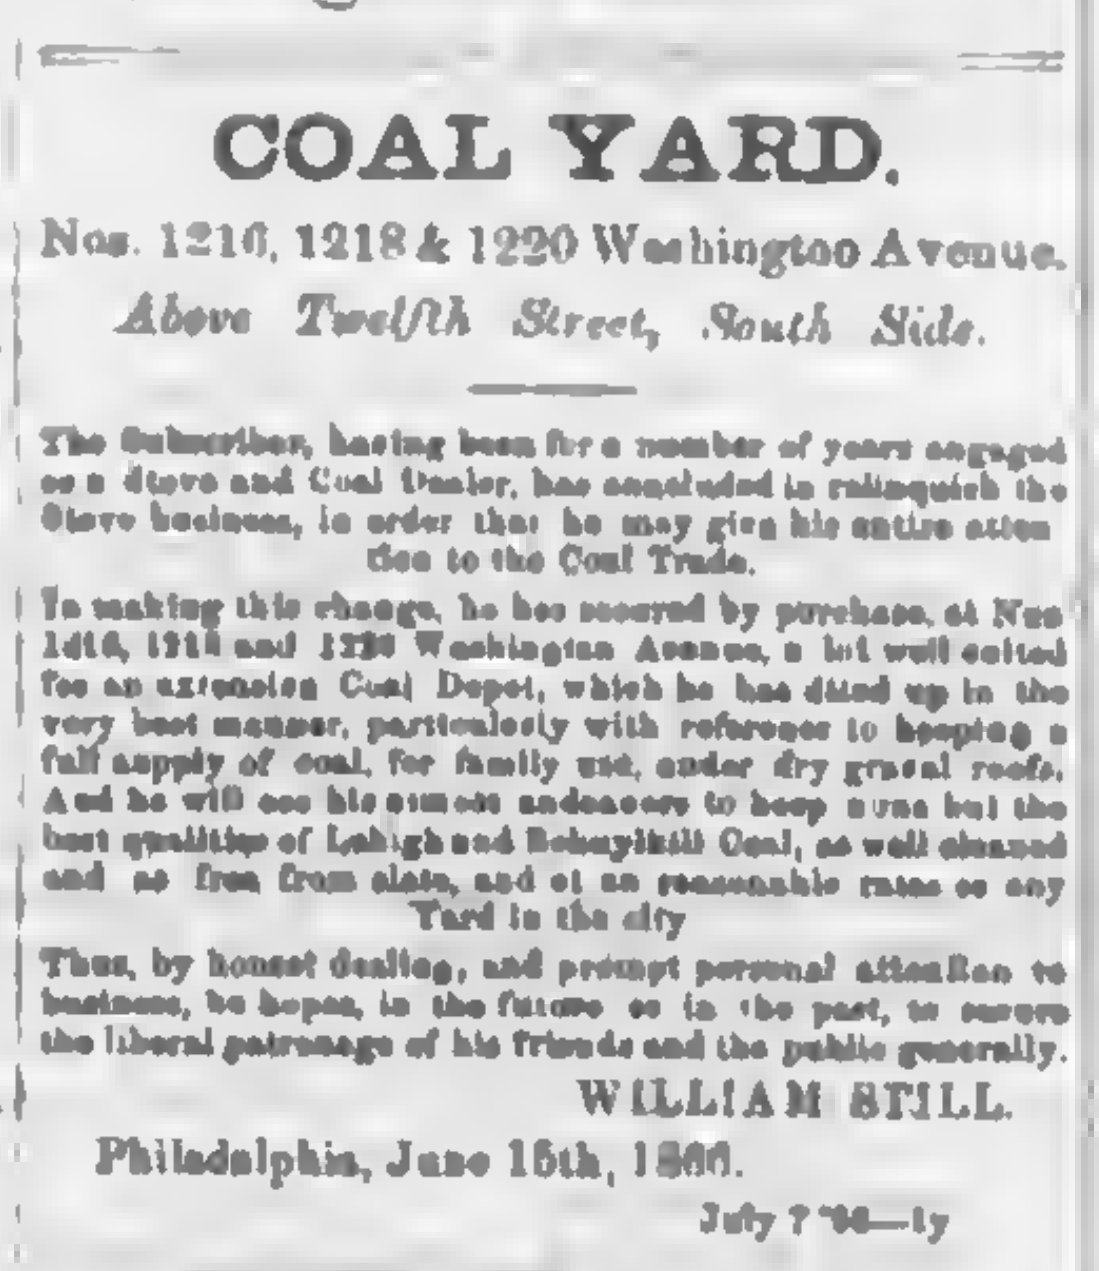 COAL YARD.
Nos. 1216, 1218 & 1220 Washington Avenue.
Above Twelfth Street, South Side.
The Subscriber, having been for a number of years engaged
as a Stove and Coal Dealer, has concluded to relinquish the
Stove business, in order that he may give his entire atten
tion to the Coal Trade.
In making this change, he has secured by purchase, at Nos
1216, 1218 and 1220 Washington Avenue, a lot well suited
for an extensive Coal Depot, which he has fitted up in the
very best manner, particularly with reference to keeping a
full supply of coal, for family use, under dry gravel roofs.
And he will use his utmost endeavors to keep none but the
best qualities of Lehigh and Schuylkill Coal, as well cleaned
and as free from slate, and at as reasonable rates as any
Yard in the city
Thus, by honest dealing, and prompt personal attention to
business, he hopes, in the future as in the past, to secure
the liberal patronage of his friends and the public generally.
WILLIAM STILL.
Philadelphia, June 15th, 1866.
July 7 '66—ly